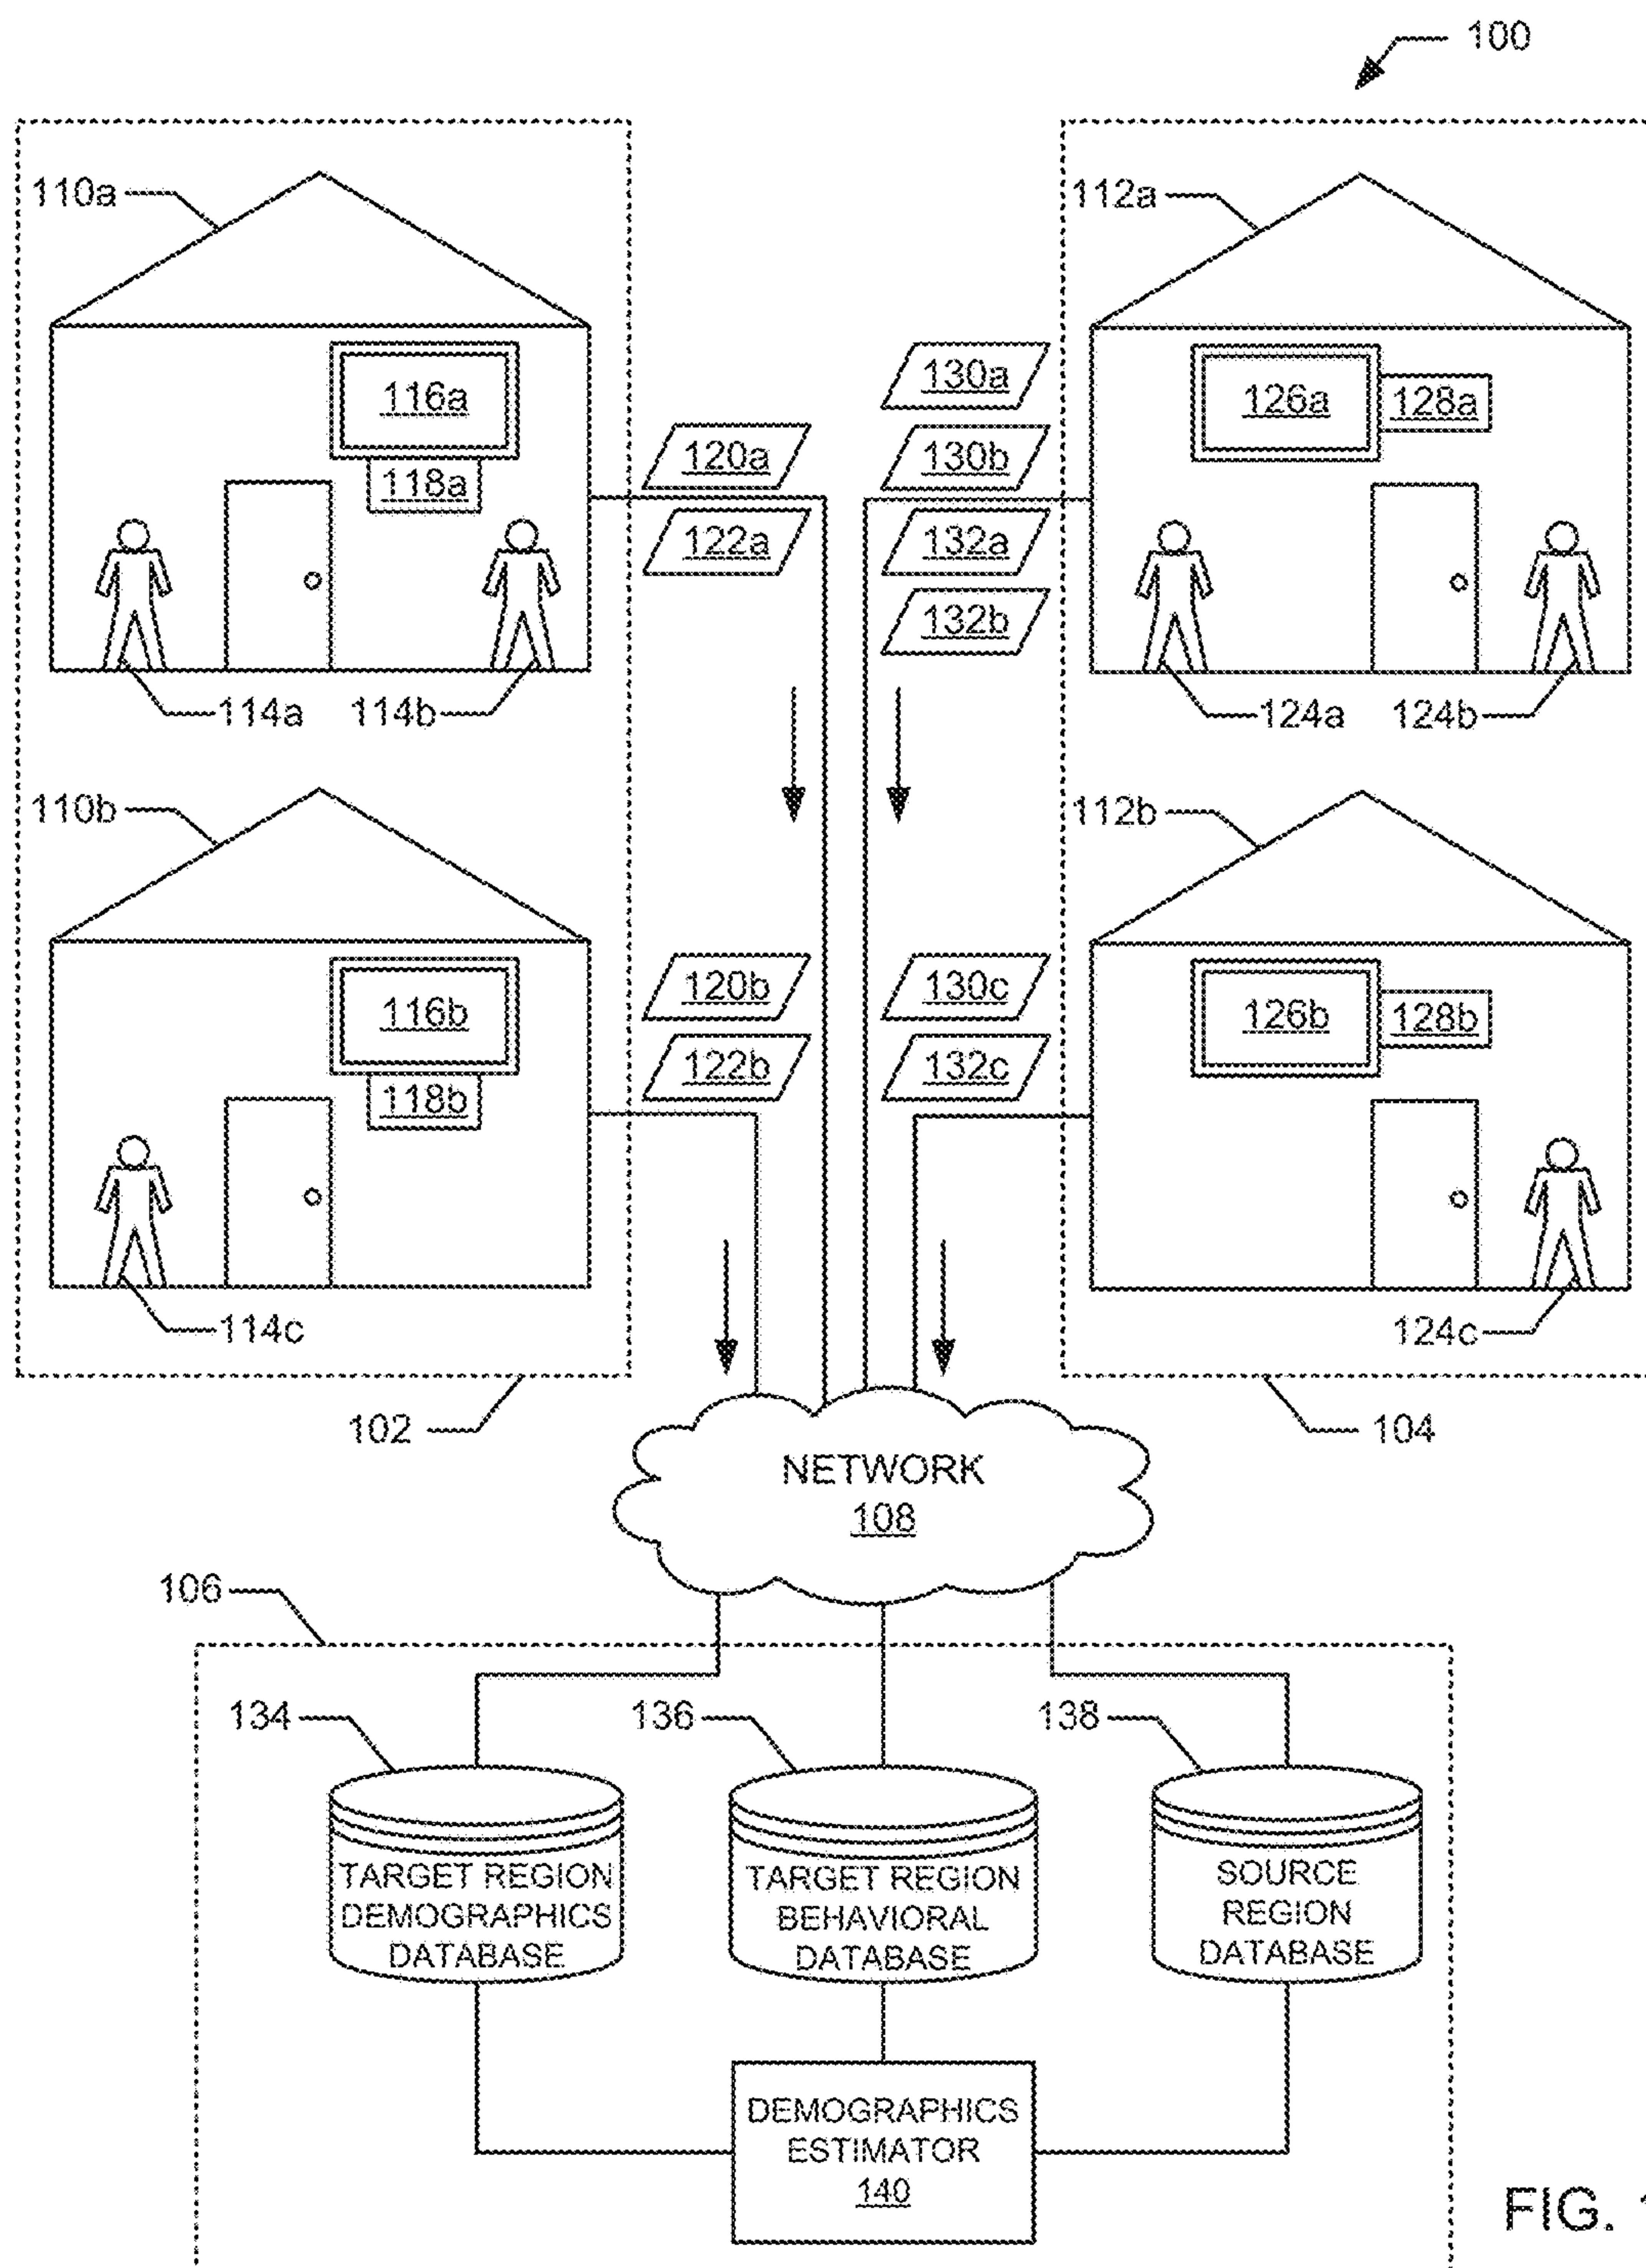 100
110a
112a
116a
118a
120a
122a
130a
130b
132a
132b
126a
128a
114a
114b
124a
124b
110b
112b
116b
118b
120b
122b
130c
132c
126b
128b
114c
124c
102
104
NETWORK
108
106
134
136
138
TARGET REGION
DEMOGRAPHICS
DATABASE
TARGET REGION
BEHAVIORAL
DATABASE
SOURCE
REGION
DATABASE
DEMOGRAPHICS
ESTIMATOR
140
FIG.